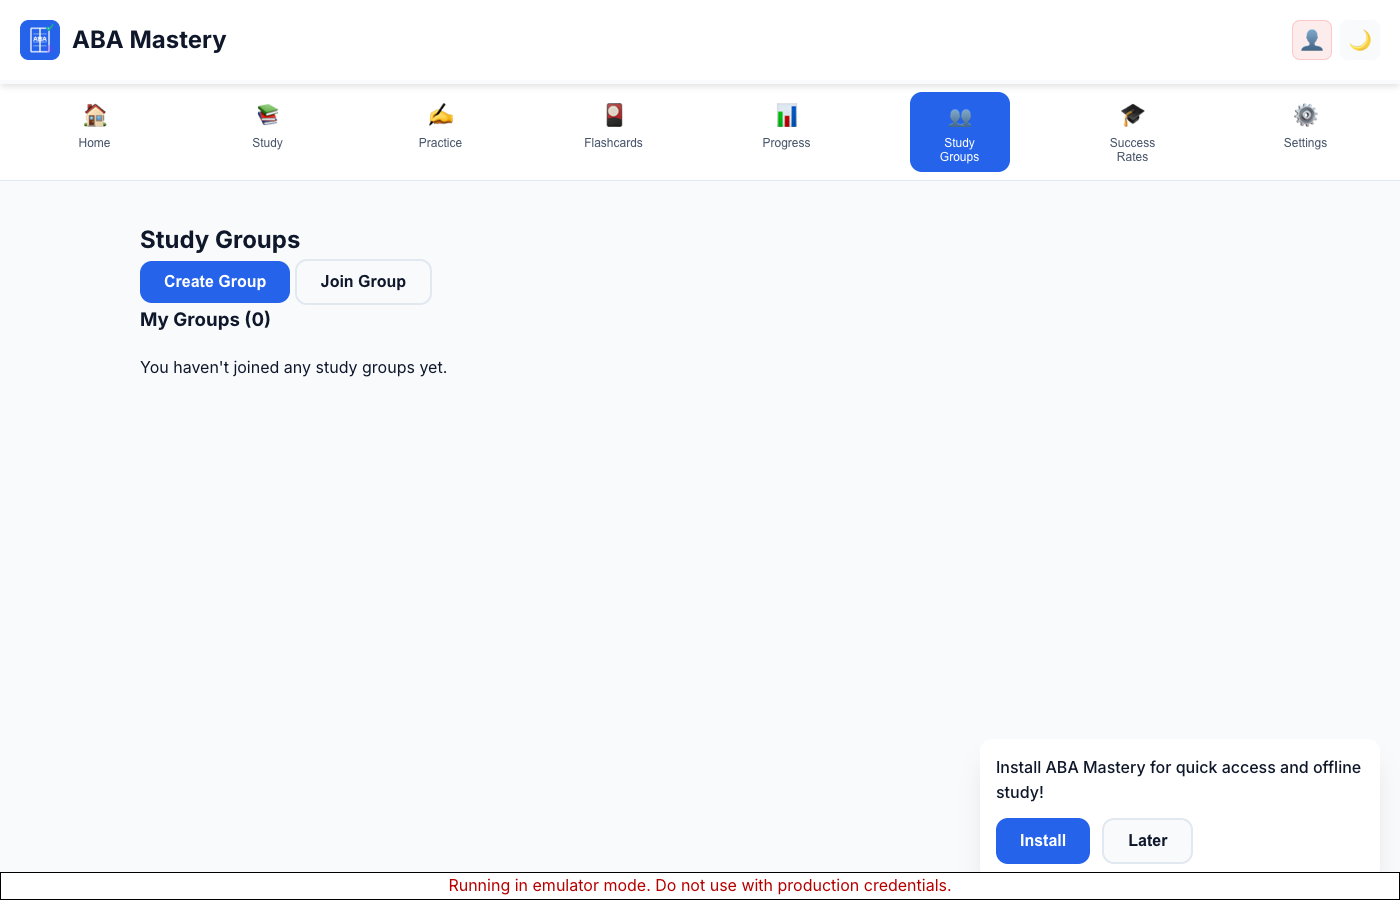 ABA
ABA Mastery
Home
Study
Practice
Flashcards
Progress
Study
Groups
Success
Rates
Settings
Study Groups
Create Group
Join Group
My Groups (0)
You haven't joined any study groups yet.
Install ABA Mastery for quick access and offline
study!
Install
Later
Running in emulator mode. Do not use with production credentials.